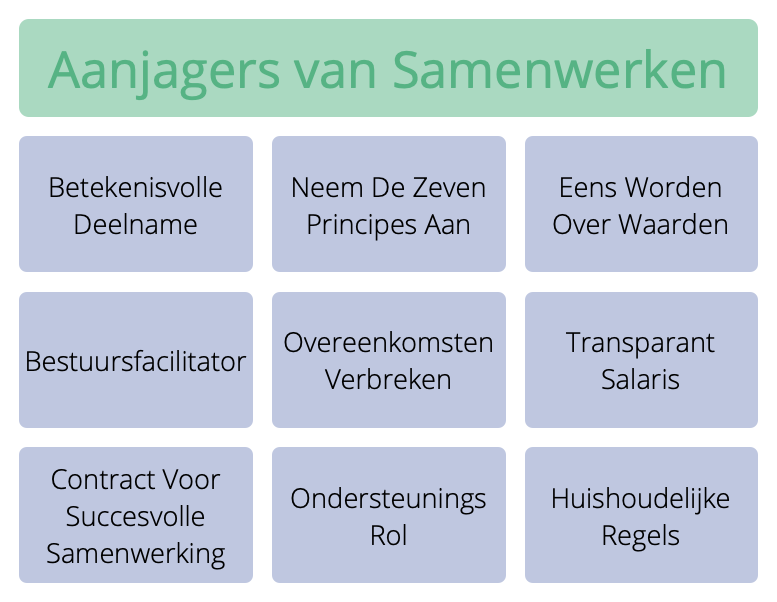 Aanjagers van Samenwerken
Betekenisvolle
Deelname
Neem De Zeven
Principes Aan
Eens Worden
Over Waarden
Bestuursfacilitator
Overeenkomsten
Verbreken
Transparant
Salaris
Contract Voor
Succesvolle
Samenwerking
Ondersteunings
Rol
Huishoudelijke
Regels